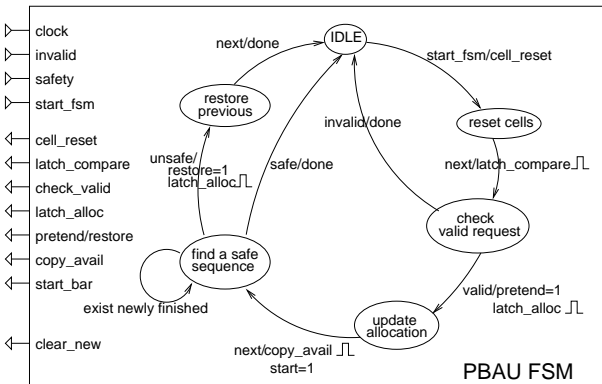 clock
invalid
safety
start_fsm
cell_reset
latch_compare
check_valid
latch_alloc
pretend/restore
copy_avail
start_bar
clear_new
IDLE
next/done
start_fsm/cell_reset
restore
previous
reset cells
invalid/done
unsafe/
restore=1
latch_alloc
safe/done
next/latch_compare
check
valid request
find a safe
sequence
exist newly finished
valid/pretend=1
latch_alloc
update
allocation
next/copy_avail
start=1
PBAU FSM